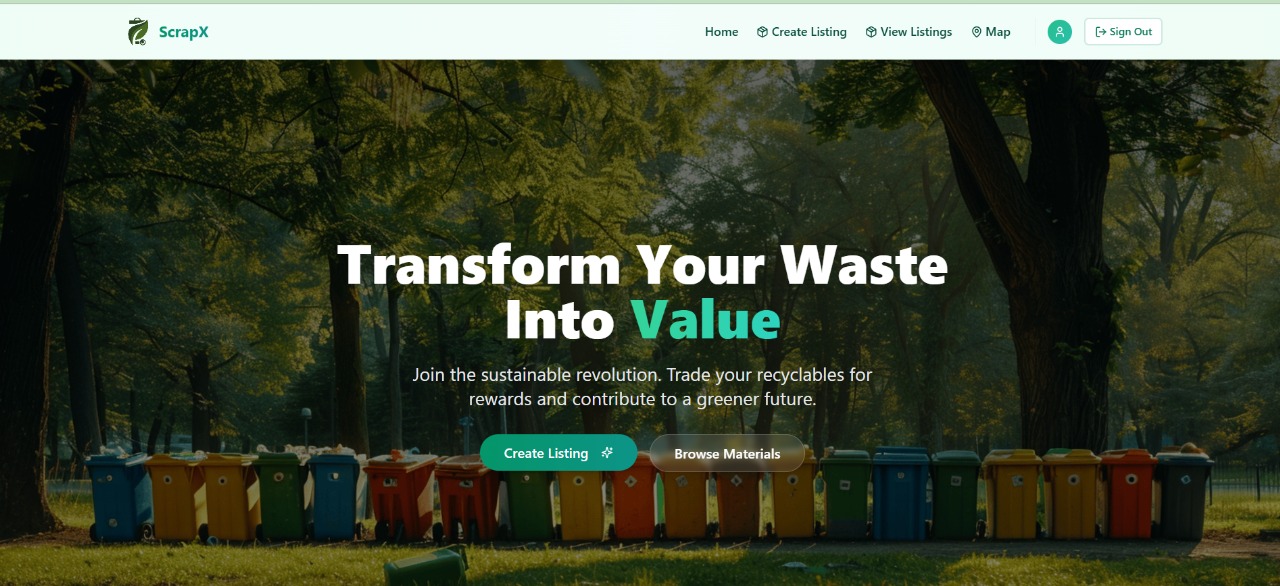 ScrapX
Home
Create Listing
View Listings
Map
Sign Out
Transform Your Waste
Into Value
Join the sustainable revolution. Trade your recyclables for
rewards and contribute to a greener future.
Create Listing
Browse Materials